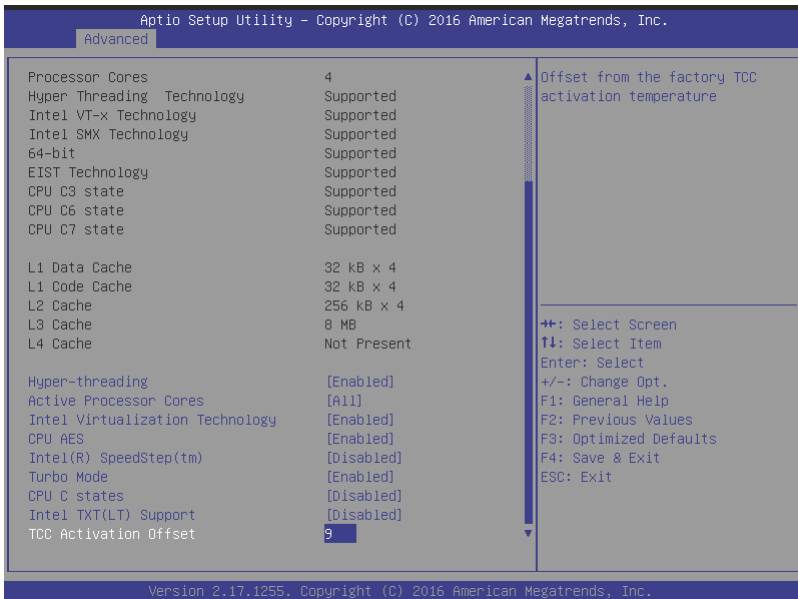 Aptio Setup Utility – Copyright (C) 2016 American Megatrends, Inc.
Advanced
Processor Cores 4
Hyper Threading Technology Supported
Intel VT-x Technology Supported
Intel SMX Technology Supported
64-bit Supported
EIST Technology Supported
CPU C3 state Supported
CPU C6 state Supported
CPU C7 state Supported
L1 Data Cache 32 kB x 4
L1 Code Cache 32 kB x 4
L2 Cache 256 kB x 4
L3 Cache 8 MB
L4 Cache Not Present
Hyper-threading [Enabled]
Active Processor Cores [All]
Intel Virtualization Technology [Enabled]
CPU AES [Enabled]
Intel(R) SpeedStep(tm) [Disabled]
Turbo Mode [Enabled]
CPU C states [Disabled]
Intel TXT(LT) Support [Disabled]
TCC Activation Offset 9
Offset from the factory TCC
activation temperature
→←: Select Screen
↑↓: Select Item
Enter: Select
+/-: Change Opt.
F1: General Help
F2: Previous Values
F3: Optimized Defaults
F4: Save & Exit
ESC: Exit
Version 2.17.1255. Copyright (C) 2016 American Megatrends, Inc.